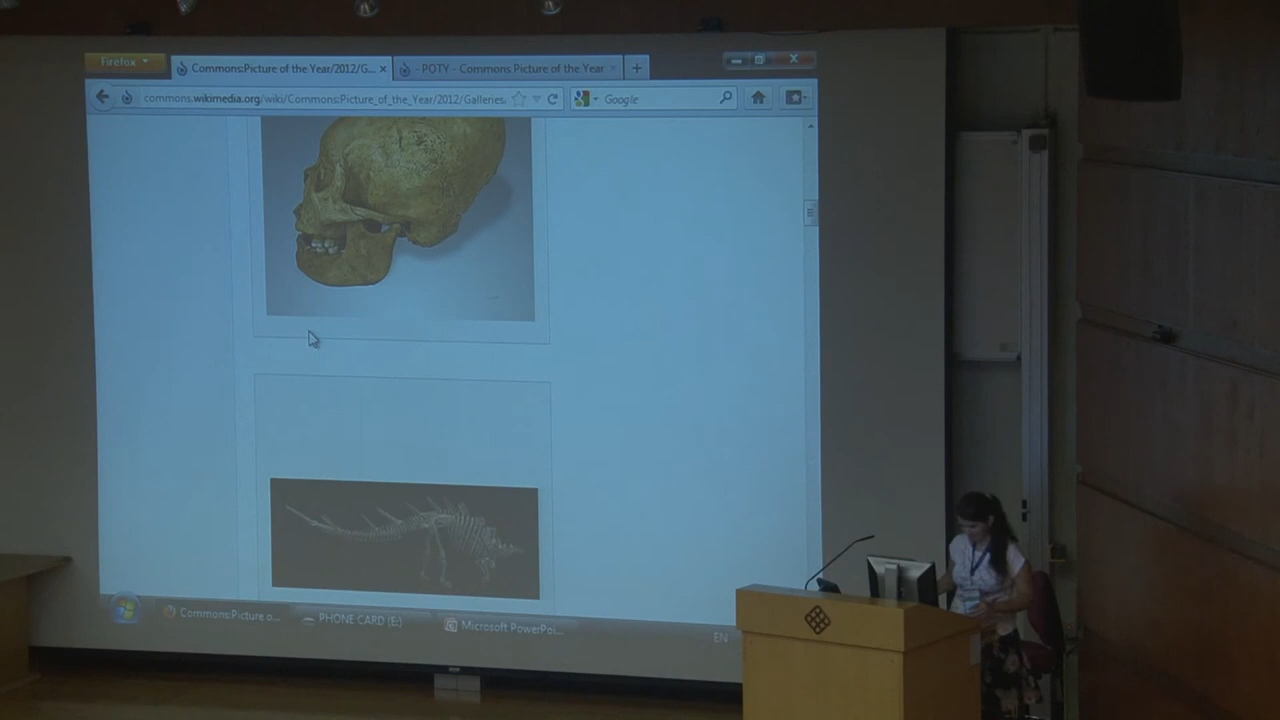 Firefox
Commons:Picture of the Year/2012/G...
- POTY - Commons Picture of the Year
commons.wikimedia.org/wiki/Commons:Picture_of_the_Year/2012/Galleries
Google
Commons:Picture o...
PHONE CARD (E:)
Microsoft PowerPoi...
EN